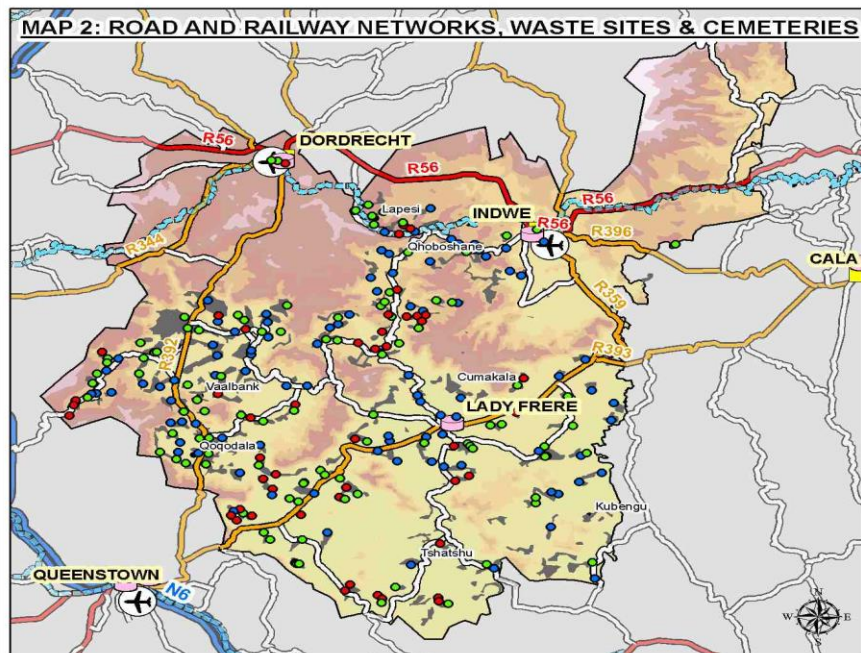 MAP 2: ROAD AND RAILWAY NETWORKS, WASTE SITES & CEMETERIES
R56
DORDRECHT
R56
R56
Lapesi
INDWE
R56
R344
Qhoboshane
R396
CALA
R359
R392
R393
Vaalbank
Cumakala
LADY FRERE
Qoqodala
Kubengu
Tshatshu
QUEENSTOWN
N6
N
W
E
S